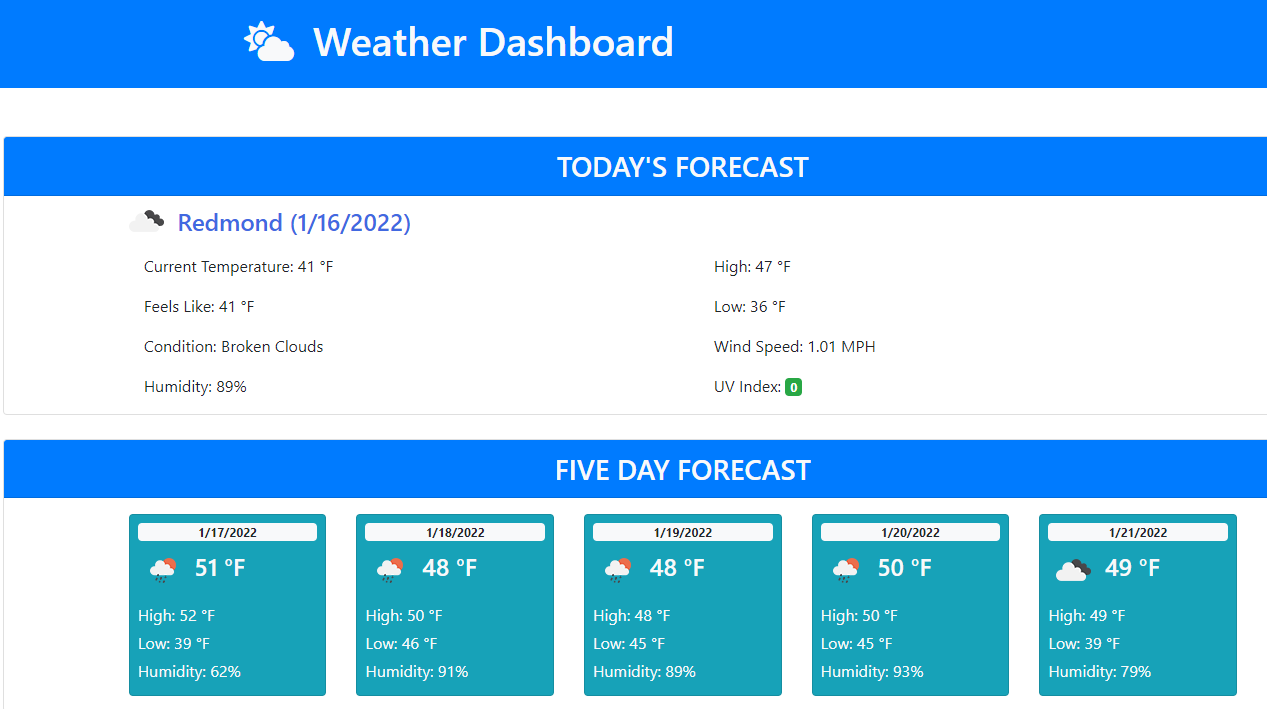 Weather Dashboard
TODAY'S FORECAST
Redmond (1/16/2022)
Current Temperature: 41 °F
High: 47 °F
Feels Like: 41 °F
Low: 36 °F
Condition: Broken Clouds
Wind Speed: 1.01 MPH
Humidity: 89%
UV Index: 0
FIVE DAY FORECAST
1/17/2022
51 °F
High: 52 °F
Low: 39 °F
Humidity: 62%
1/18/2022
48 °F
High: 50 °F
Low: 46 °F
Humidity: 91%
1/19/2022
48 °F
High: 48 °F
Low: 45 °F
Humidity: 89%
1/20/2022
50 °F
High: 50 °F
Low: 45 °F
Humidity: 93%
1/21/2022
49 °F
High: 49 °F
Low: 39 °F
Humidity: 79%